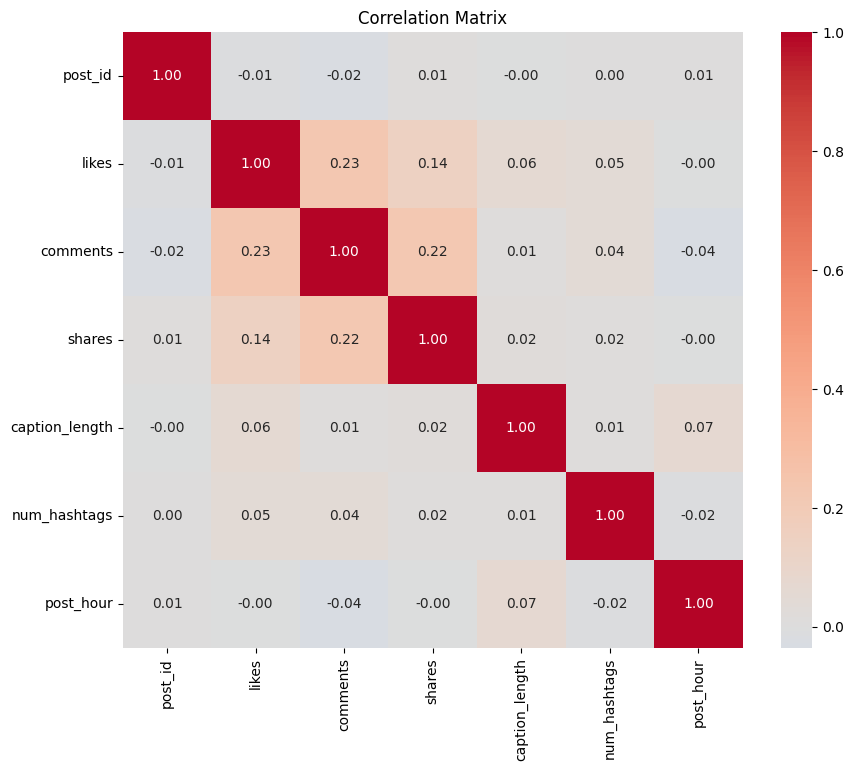 Correlation Matrix
post_id 1.00 -0.01 -0.02 0.01 -0.00 0.00 0.01
likes -0.01 1.00 0.23 0.14 0.06 0.05 -0.00
comments -0.02 0.23 1.00 0.22 0.01 0.04 -0.04
shares 0.01 0.14 0.22 1.00 0.02 0.02 -0.00
caption_length -0.00 0.06 0.01 0.02 1.00 0.01 0.07
num_hashtags 0.00 0.05 0.04 0.02 0.01 1.00 -0.02
post_hour 0.01 -0.00 -0.04 -0.00 0.07 -0.02 1.00
post_id
likes
comments
shares
caption_length
num_hashtags
post_hour
1.0
0.8
0.6
0.4
0.2
0.0